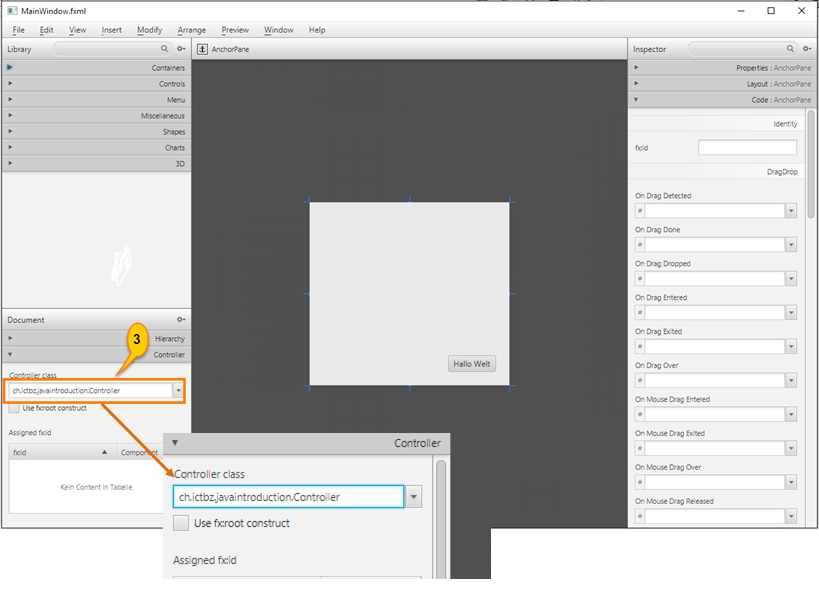 MainWindow.fxml
File Edit View Insert Modify Arrange Preview Window Help
Library
AnchorPane
Inspector
Containers
Controls
Menu
Miscellaneous
Shapes
Charts
3D
Properties : AnchorPane
Layout : AnchorPane
Code : AnchorPane
Identity
fx:id
DragDrop
On Drag Detected
#
On Drag Done
#
On Drag Dropped
#
On Drag Entered
#
On Drag Exited
#
On Drag Over
#
On Mouse Drag Entered
#
On Mouse Drag Exited
#
On Mouse Drag Over
#
On Mouse Drag Released
#
Hallo Welt
Document
Hierarchy
Controller
3
Controller class
ch.ictbz.javaintroduction.Controller
Use fx:root construct
Assigned fx:id
fx:id Component
Kein Content in Tabelle
Controller
Controller class
ch.ictbz.javaintroduction.Controller
Use fx:root construct
Assigned fx:id